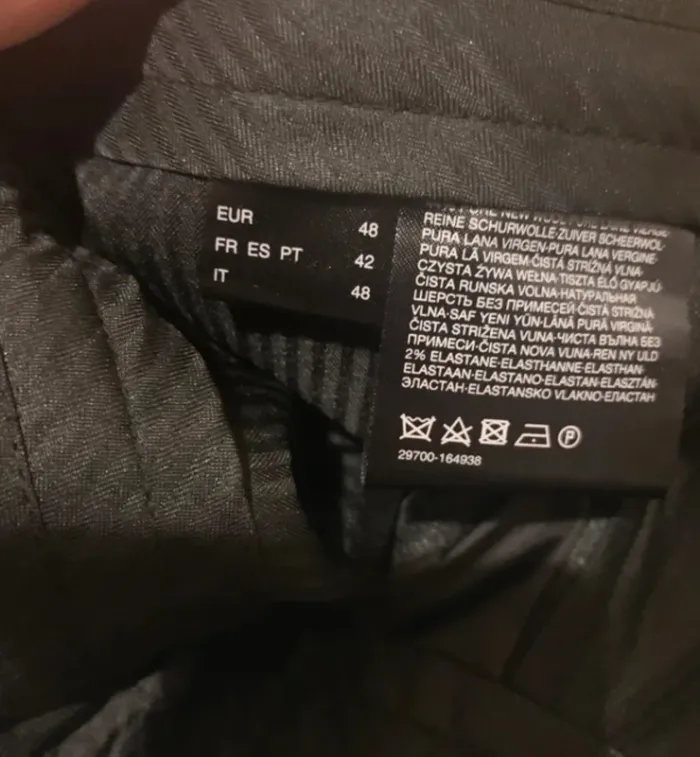 EUR 48
FR ES PT 42
IT 48
NEW
REINE SCHURWOLLE·ZUIVER SCHEERWOL·
PURA LANA VIRGEN·PURA LANA VERGINE·
PURA LÃ VIRGEM·ČISTÁ STRIŽNÁ VLNA·
CZYSTA ŻYWA WEŁNA·TISZTA ÉLŐ GYAPJÚ·
ČISTA RUNSKA VOLNA·НАТУРАЛЬНАЯ
ШЕРСТЬ БЕЗ ПРИМЕСЕЙ·ČISTÁ STRIŽNÁ
VLNA·SAF YENİ YÜN·LÂNĂ PURĂ VIRGINĂ·
ČISTA STRIŽENA VUNA·ЧИСТА ВЪЛНА БЕЗ
ПРИМЕСИ·ČISTA NOVA VUNA·REN NY ULD
2% ELASTANE·ELASTHANNE·ELASTHAN·
ELASTAAN·ELASTANO·ELASTAN·ELASZTÁN·
ЭЛАСТАН·ELASTANSKO VLAKNO·ЕЛАСТАН
P
29700-164938